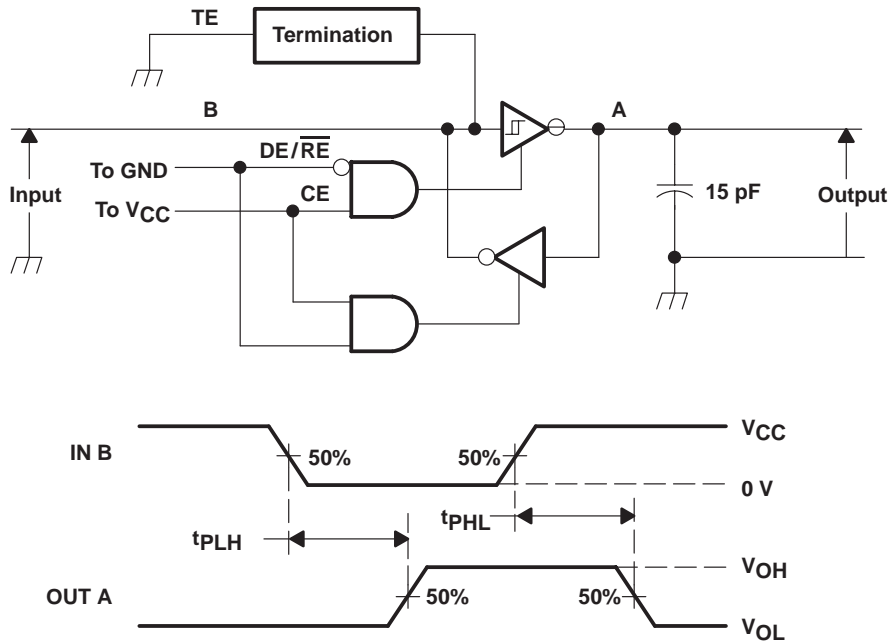 TE
Termination
B
A
DE/R̅E̅
To GND
CE
Input
To VCC
15 pF
Output
VCC
IN B
50%
50%
0 V
tPHL
tPLH
VOH
OUT A
50%
50%
VOL